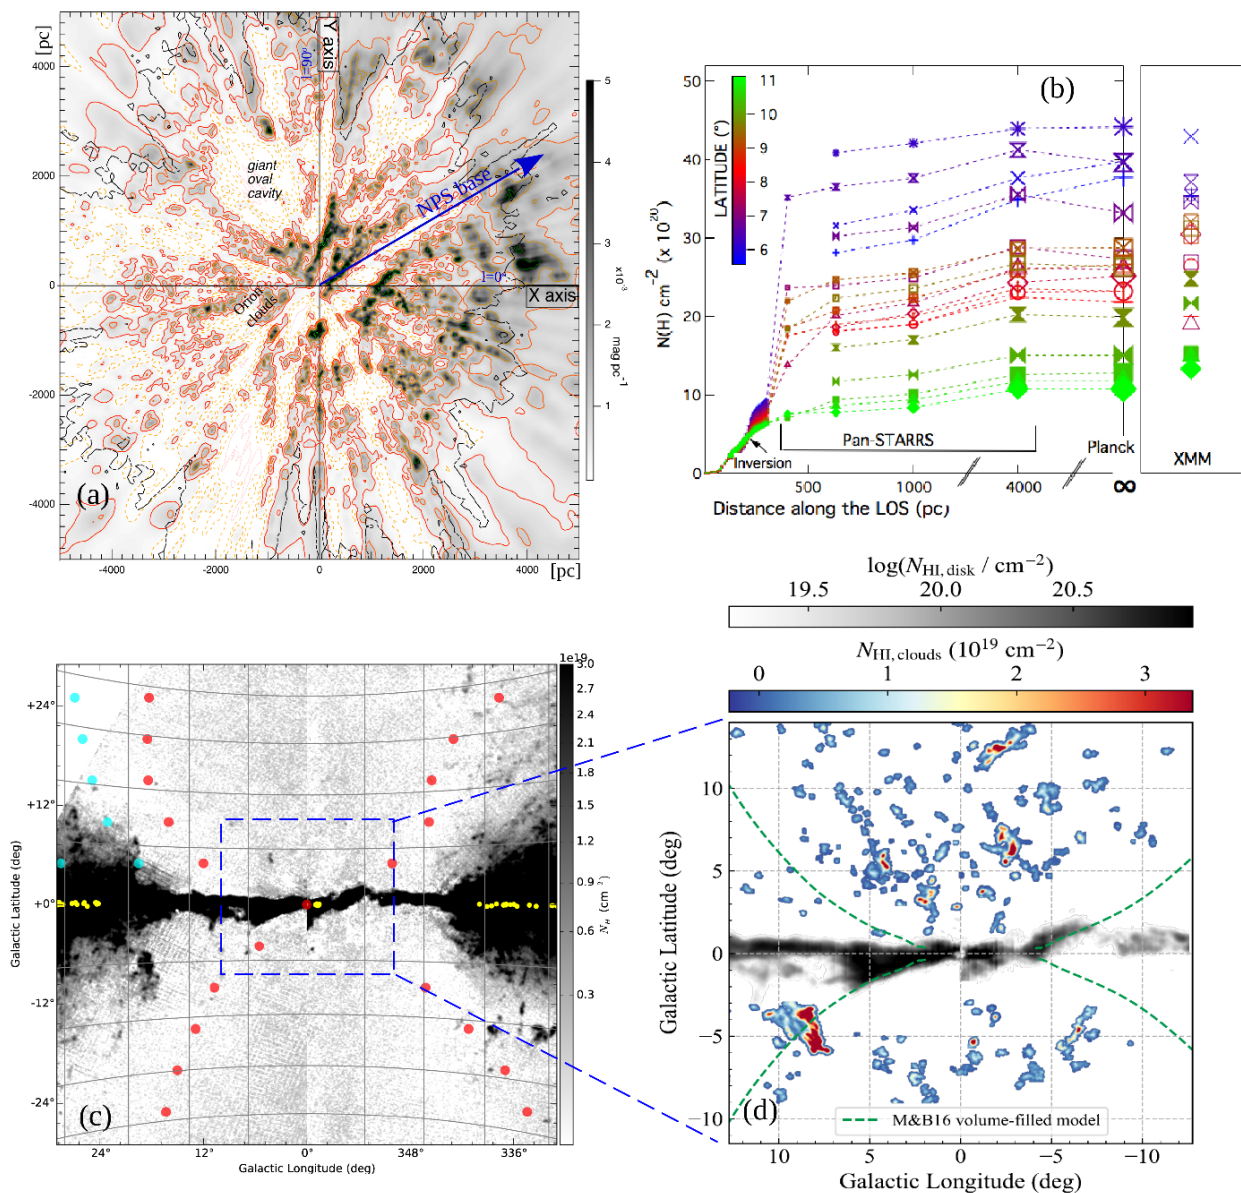 [pc]
4000
2000
0
-2000
-4000
-4000
-2000
0
2000
4000
[pc]
Y axis
l=90°
giant
oval
cavity
NPS base
l=0°
X axis
Orion
clouds
(a)
5
4
3
2
1
x10⁻³
mag pc⁻¹
(b)
50
40
30
20
10
0
N(H) cm⁻² (x 10²⁰)
LATITUDE (°)
11
10
9
8
7
6
Inversion
Pan-STARRS
Planck
XMM
500
1000
4000
∞
Distance along the LOS (pc)
1e19
3.0
2.7
2.4
2.1
1.8
1.5
1.2
0.9
0.6
0.3
N_H (cm⁻²)
+24°
+12°
+0°
-12°
-24°
Galactic Latitude (deg)
(c)
24°
12°
0°
348°
336°
Galactic Longitude (deg)
log(N_HI,disk / cm⁻²)
19.5
20.0
20.5
N_HI,clouds (10¹⁹ cm⁻²)
0
1
2
3
10
5
0
−5
−10
Galactic Latitude (deg)
(d)
M&B16 volume-filled model
10
5
0
−5
−10
Galactic Longitude (deg)